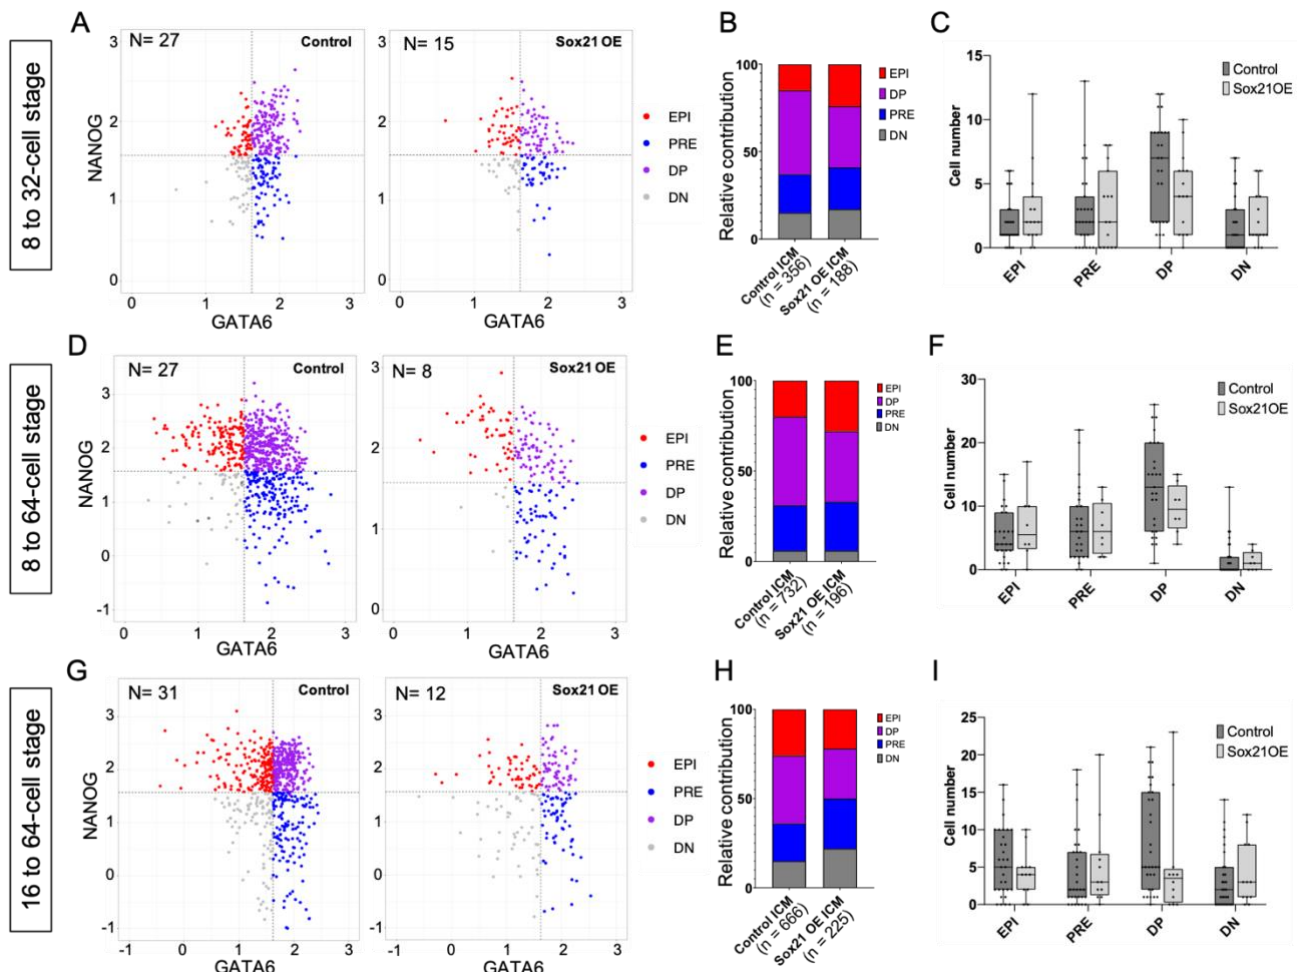 8 to 32-cell stage
A
N= 27
Control
N= 15
Sox21 OE
NANOG
3
2
1
0
3
2
1
0
0
1
2
3
0
1
2
3
GATA6
EPI
PRE
DP
DN
B
Relative contribution
100
50
0
EPI
DP
PRE
DN
Control ICM
(n = 356)
Sox21 OE ICM
(n = 188)
C
Cell number
15
10
5
0
Control
Sox21OE
EPI
PRE
DP
DN
8 to 64-cell stage
D
N= 27
Control
N= 8
Sox21 OE
NANOG
3
2
1
0
-1
3
2
1
0
0
1
2
3
0
1
2
3
GATA6
GATA6
EPI
PRE
DP
DN
E
Relative contribution
100
50
0
EPI
DP
PRE
DN
Control ICM
(n = 732)
Sox21 OE ICM
(n = 196)
F
Cell number
30
20
10
0
Control
Sox21OE
EPI
PRE
DP
DN
16 to 64-cell stage
G
N= 31
Control
N= 12
Sox21 OE
NANOG
3
2
1
0
-1
3
2
1
0
-1
-1
0
1
2
3
-1
0
1
2
3
GATA6
GATA6
EPI
PRE
DP
DN
H
Relative contribution
100
50
0
EPI
DP
PRE
DN
Control ICM
(n = 666)
Sox21 OE ICM
(n = 225)
I
Cell number
25
20
15
10
5
0
Control
Sox21OE
EPI
PRE
DP
DN